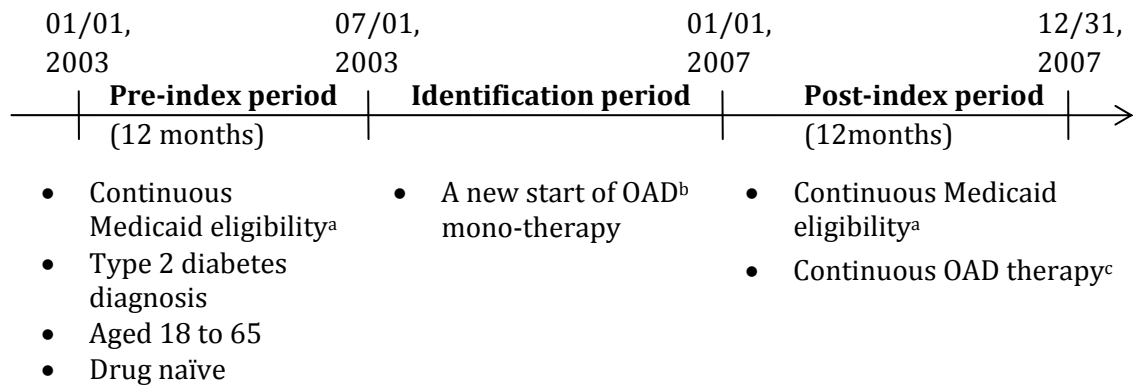 01/01, 07/01, 01/01, 12/31,
2003 2003 2007 2007
Pre-index period Identification period Post-index period
(12 months) (12months)
• Continuous
Medicaid eligibilityᵃ
• Type 2 diabetes
diagnosis
• Aged 18 to 65
• Drug naïve
• A new start of OADᵇ
mono-therapy
• Continuous Medicaid
eligibilityᵃ
• Continuous OAD therapyᶜ